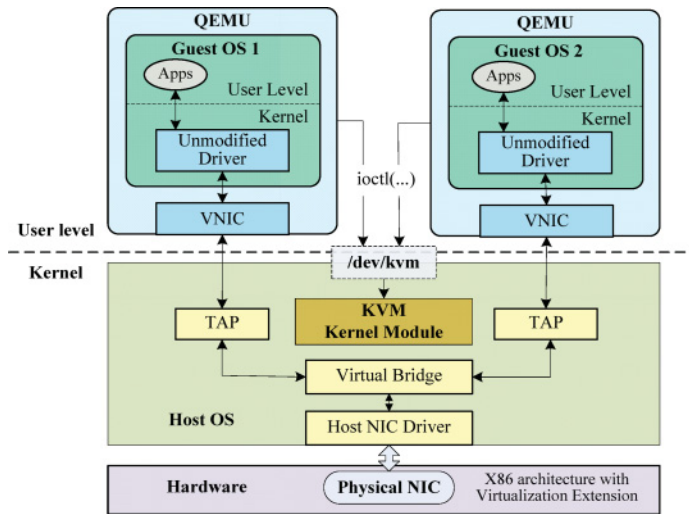 QEMU
Guest OS 1
Apps
User Level
Kernel
Unmodified
Driver
VNIC
QEMU
Guest OS 2
Apps
User Level
Kernel
Unmodified
Driver
VNIC
ioctl(...)
User level
Kernel
/dev/kvm
KVM
Kernel Module
TAP
TAP
Virtual Bridge
Host OS
Host NIC Driver
Hardware
Physical NIC
X86 architecture with
Virtualization Extension